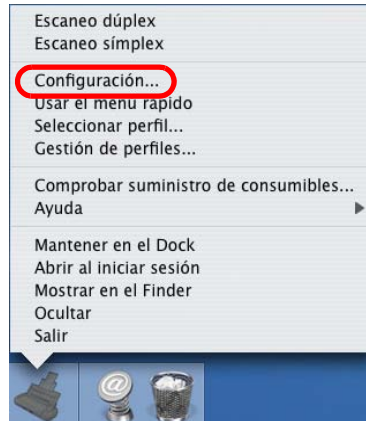 Escaneo dúplex
Escaneo símplex
Configuración...
Usar el menú rápido
Seleccionar perfil...
Gestión de perfiles...
Comprobar suministro de consumibles...
Ayuda
Mantener en el Dock
Abrir al iniciar sesión
Mostrar en el Finder
Ocultar
Salir
@